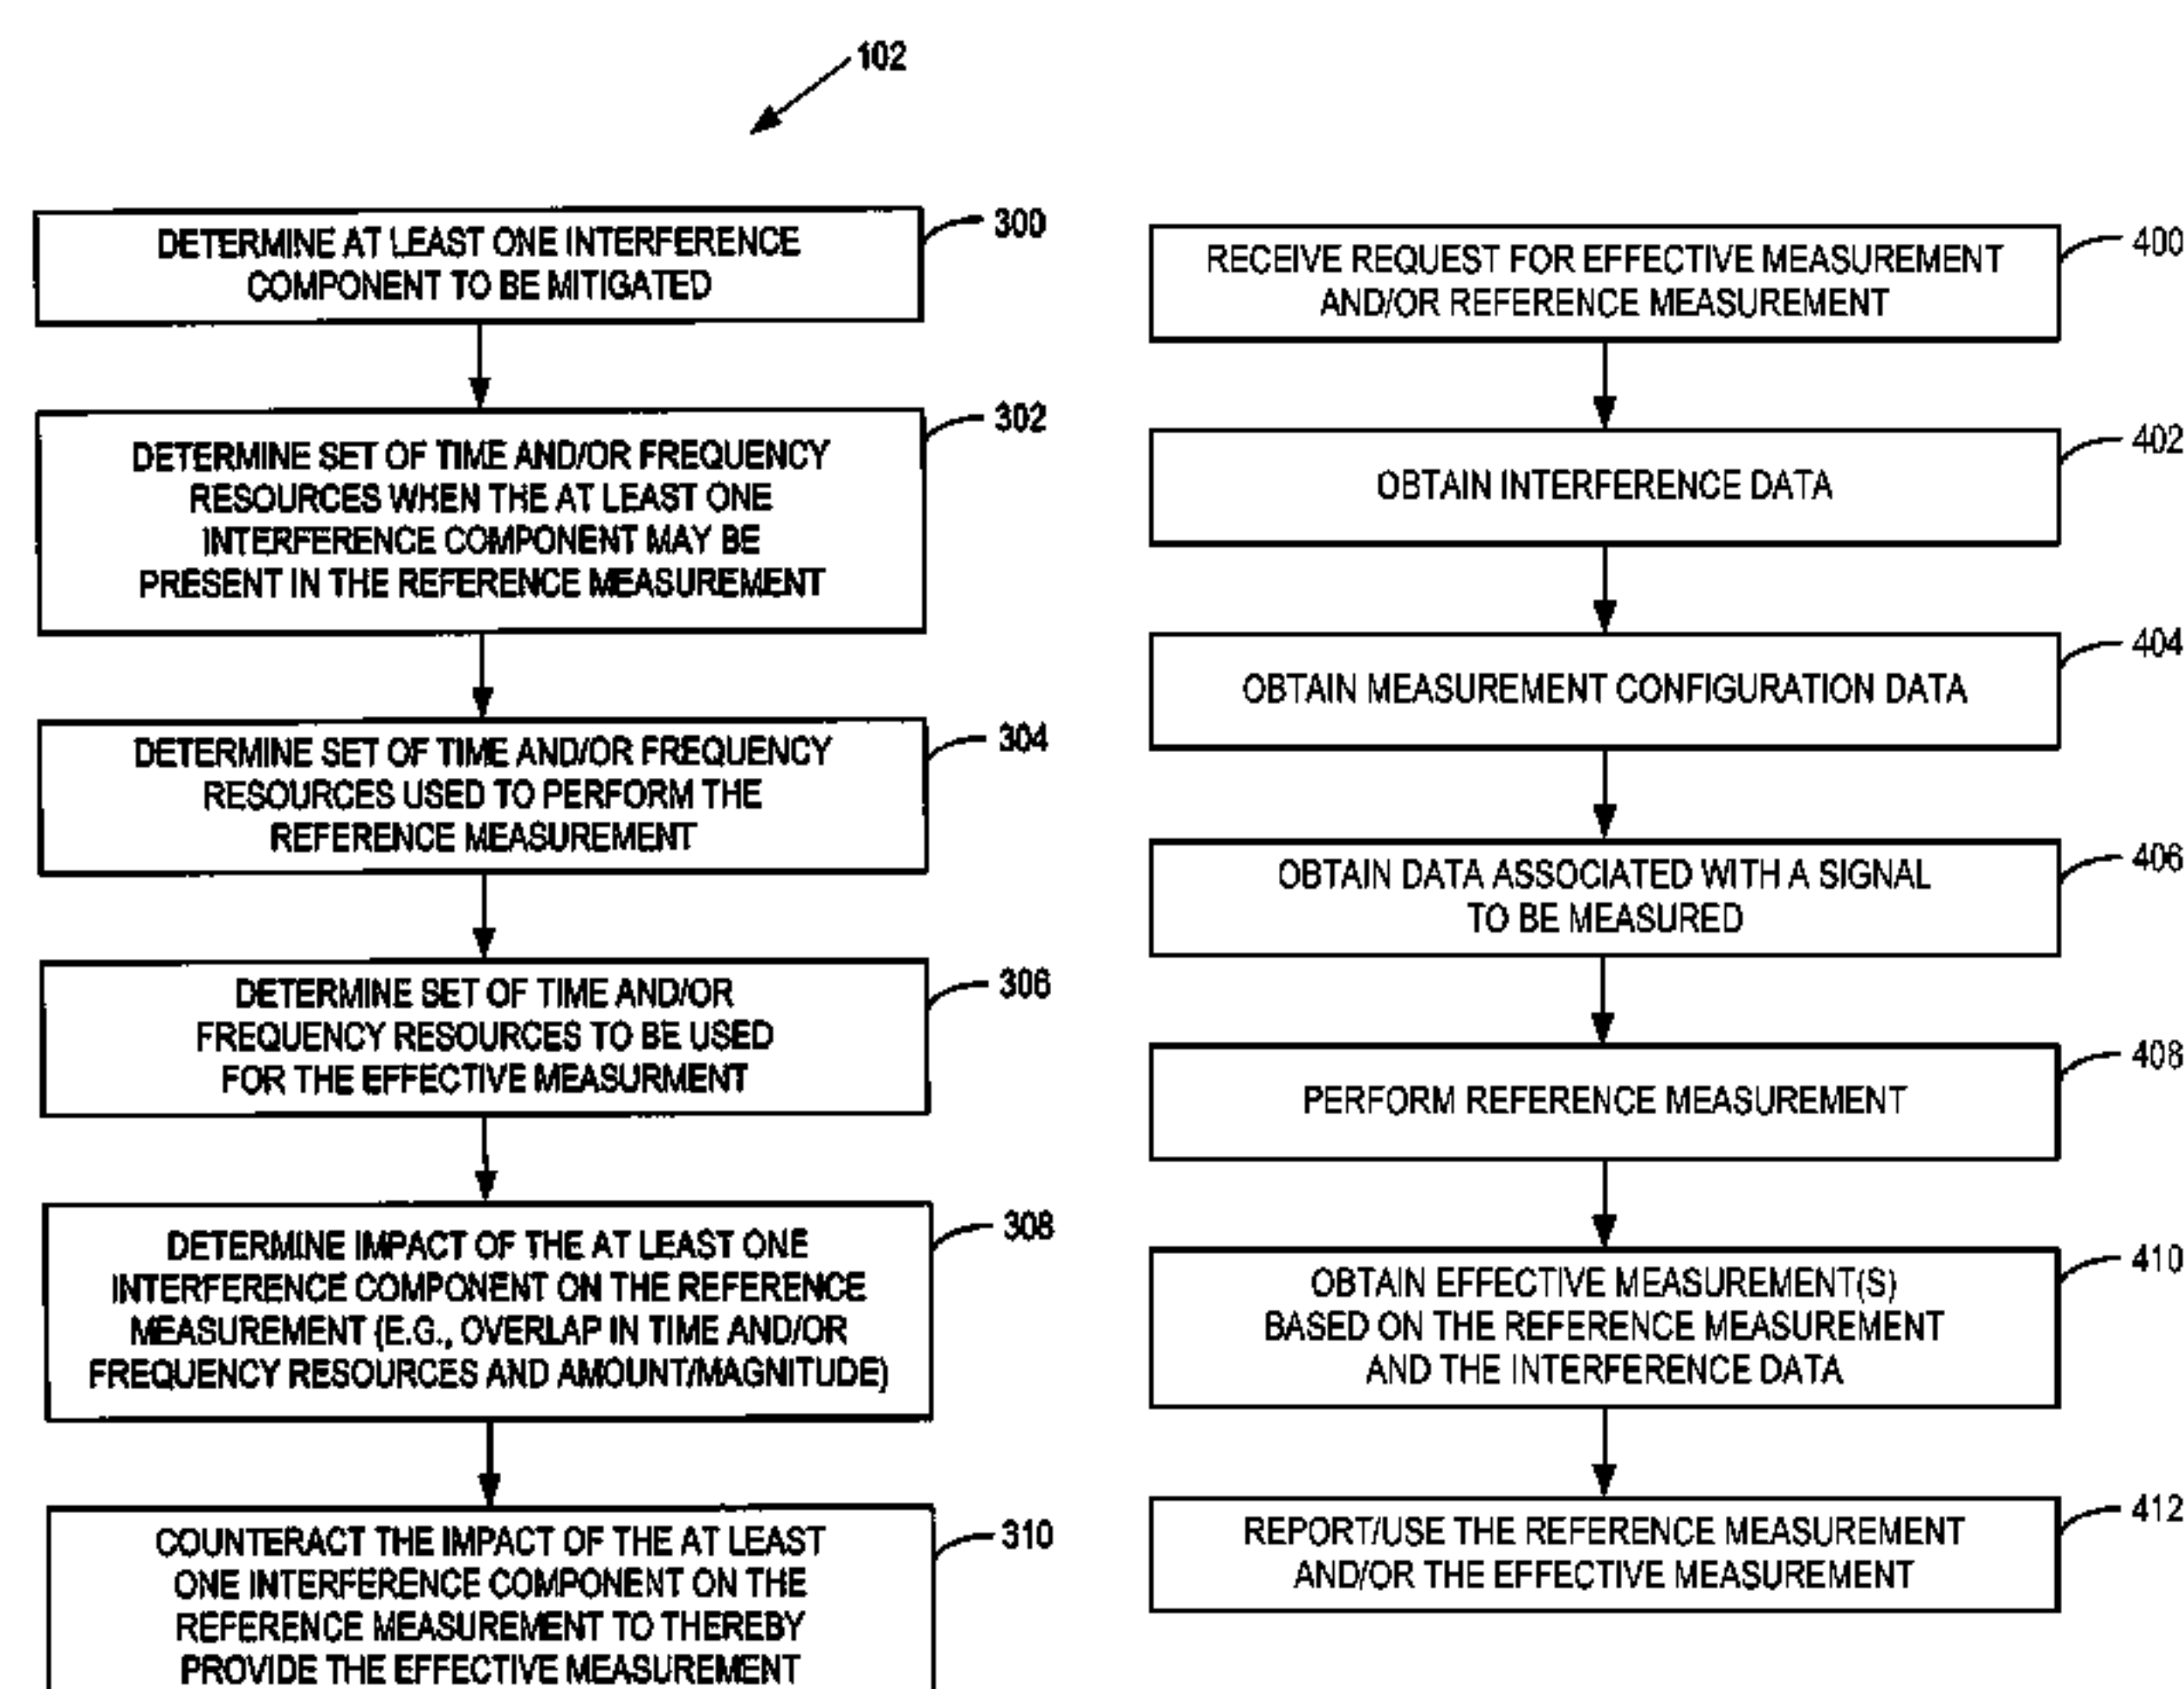 102
DETERMINE AT LEAST ONE INTERFERENCE
COMPONENT TO BE MITIGATED
300
DETERMINE SET OF TIME AND/OR FREQUENCY
RESOURCES WHEN THE AT LEAST ONE
INTERFERENCE COMPONENT MAY BE
PRESENT IN THE REFERENCE MEASUREMENT
302
DETERMINE SET OF TIME AND/OR FREQUENCY
RESOURCES USED TO PERFORM THE
REFERENCE MEASUREMENT
304
DETERMINE SET OF TIME AND/OR
FREQUENCY RESOURCES TO BE USED
FOR THE EFFECTIVE MEASURMENT
306
DETERMINE IMPACT OF THE AT LEAST ONE
INTERFERENCE COMPONENT ON THE REFERENCE
MEASUREMENT (E.G., OVERLAP IN TIME AND/OR
FREQUENCY RESOURCES AND AMOUNT/MAGNITUDE)
308
COUNTERACT THE IMPACT OF THE AT LEAST
ONE INTERFERENCE COMPONENT ON THE
REFERENCE MEASUREMENT TO THEREBY
PROVIDE THE EFFECTIVE MEASUREMENT
310
RECEIVE REQUEST FOR EFFECTIVE MEASUREMENT
AND/OR REFERENCE MEASUREMENT
400
OBTAIN INTERFERENCE DATA
402
OBTAIN MEASUREMENT CONFIGURATION DATA
404
OBTAIN DATA ASSOCIATED WITH A SIGNAL
TO BE MEASURED
406
PERFORM REFERENCE MEASUREMENT
408
OBTAIN EFFECTIVE MEASUREMENT(S)
BASED ON THE REFERENCE MEASUREMENT
AND THE INTERFERENCE DATA
410
REPORT/USE THE REFERENCE MEASUREMENT
AND/OR THE EFFECTIVE MEASUREMENT
412